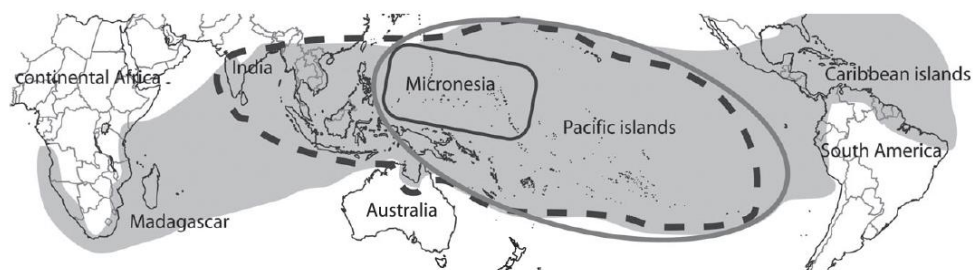 continental Africa
India
Micronesia
Caribbean islands
Pacific islands
South America
Madagascar
Australia